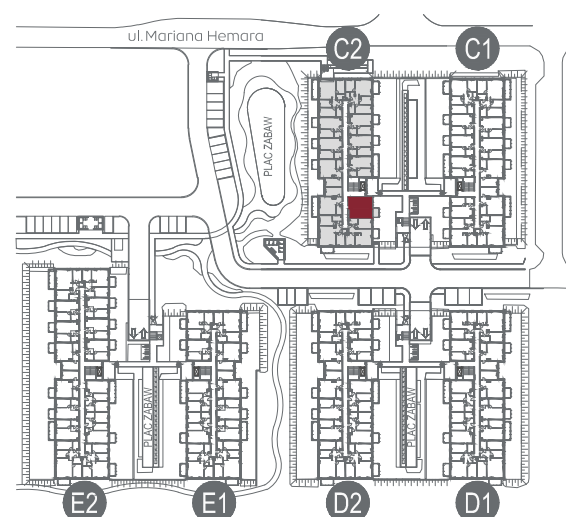 ul. Mariana Hemara
C2
C1
PLAC ZABAW
PLAC ZABAW
PLAC ZABAW
E2
E1
D2
D1